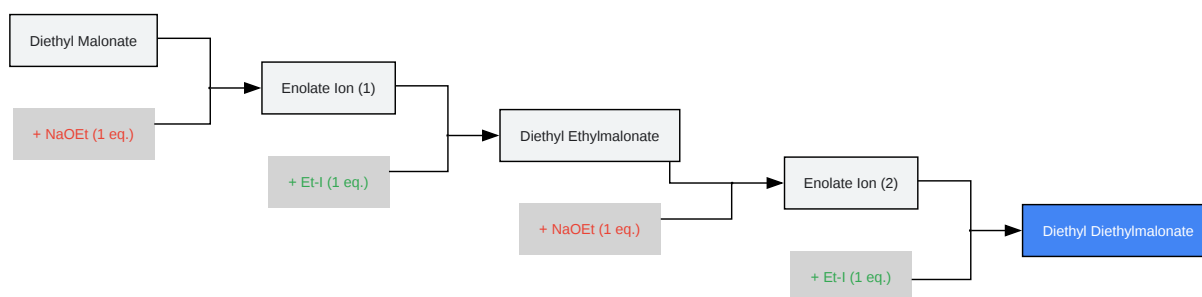 Diethyl Malonate
+ NaOEt (1 eq.)
Enolate Ion (1)
+ Et-I (1 eq.)
Diethyl Ethylmalonate
+ NaOEt (1 eq.)
Enolate Ion (2)
+ Et-I (1 eq.)
Diethyl Diethylmalonate